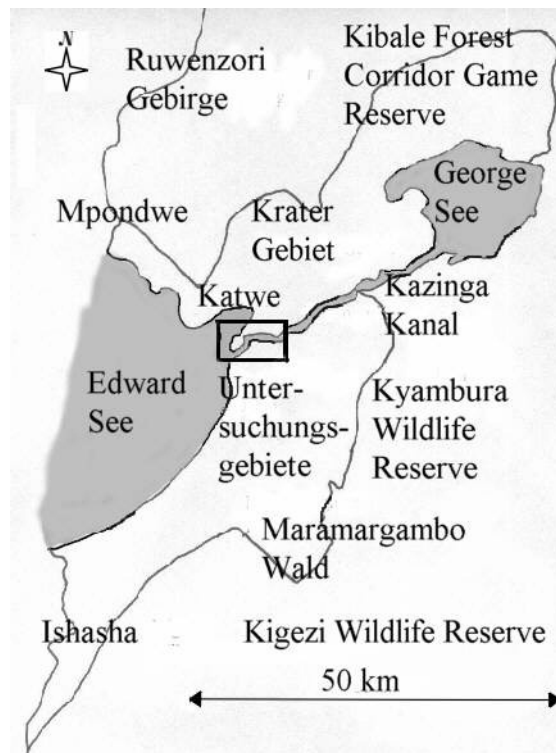 N
Ruwenzori
Gebirge
Kibale Forest
Corridor Game
Reserve
George
See
Mpondwe
Krater
Gebiet
Katwe
Kazinga
Kanal
Edward
See
Unter-
suchungs-
gebiete
Kyambura
Wildlife
Reserve
Maramargambo
Wald
Ishasha
Kigezi Wildlife Reserve
50 km